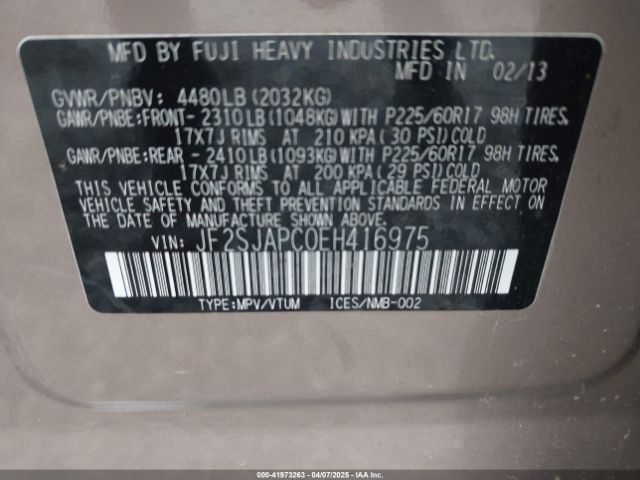 MFD BY FUJI HEAVY INDUSTRIES LTD.
MFD IN 02/13
GVWR/PNBV: 4480LB(2032KG)
GAWR/PNBE:FRONT- 2310LB(1048KG)WITH P225/60R17 98H TIRES,
17X7J RIMS AT 210 KPA(30 PSI)COLD
GAWR/PNBE:REAR - 2410LB(1093KG)WITH P225/60R17 98H TIRES,
17X7J RIMS AT 200 KPA(29 PSI)COLD
THIS VEHICLE CONFORMS TO ALL APPLICABLE FEDERAL MOTOR
VEHICLE SAFETY AND THEFT PREVENTION STANDARDS IN EFFECT ON
THE DATE OF MANUFACTURE SHOWN ABOVE.
VIN: JF2SJAPC0EH416975
TYPE:MPV/VTUM ICES/NMB-002
000-41973263 - 04/07/2025 - IAAI.COM